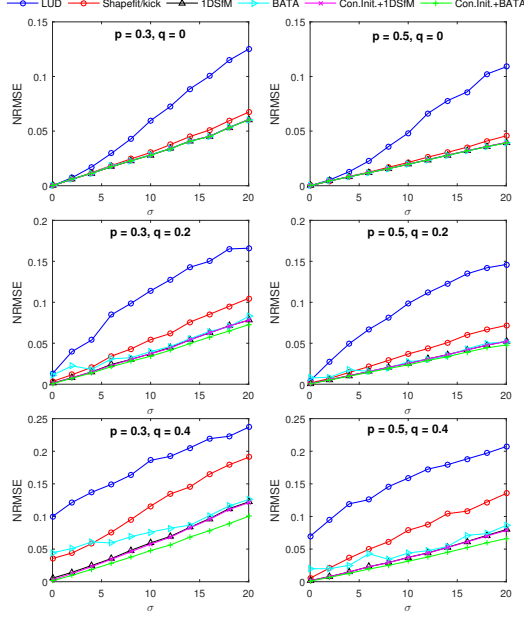 LUD Shapefit/kick 1DSfM BATA Con.Init.+1DSfM Con.Init.+BATA
p = 0.3, q = 0
NRMSE
0.15
0.1
0.05
0
0 5 10 15 20
σ
p = 0.5, q = 0
NRMSE
0.15
0.1
0.05
0
0 5 10 15 20
σ
p = 0.3, q = 0.2
NRMSE
0.2
0.15
0.1
0.05
0
0 5 10 15 20
σ
p = 0.5, q = 0.2
NRMSE
0.2
0.15
0.1
0.05
0
0 5 10 15 20
σ
p = 0.3, q = 0.4
NRMSE
0.25
0.2
0.15
0.1
0.05
0
0 5 10 15 20
σ
p = 0.5, q = 0.4
NRMSE
0.25
0.2
0.15
0.1
0.05
0
0 5 10 15 20
σ